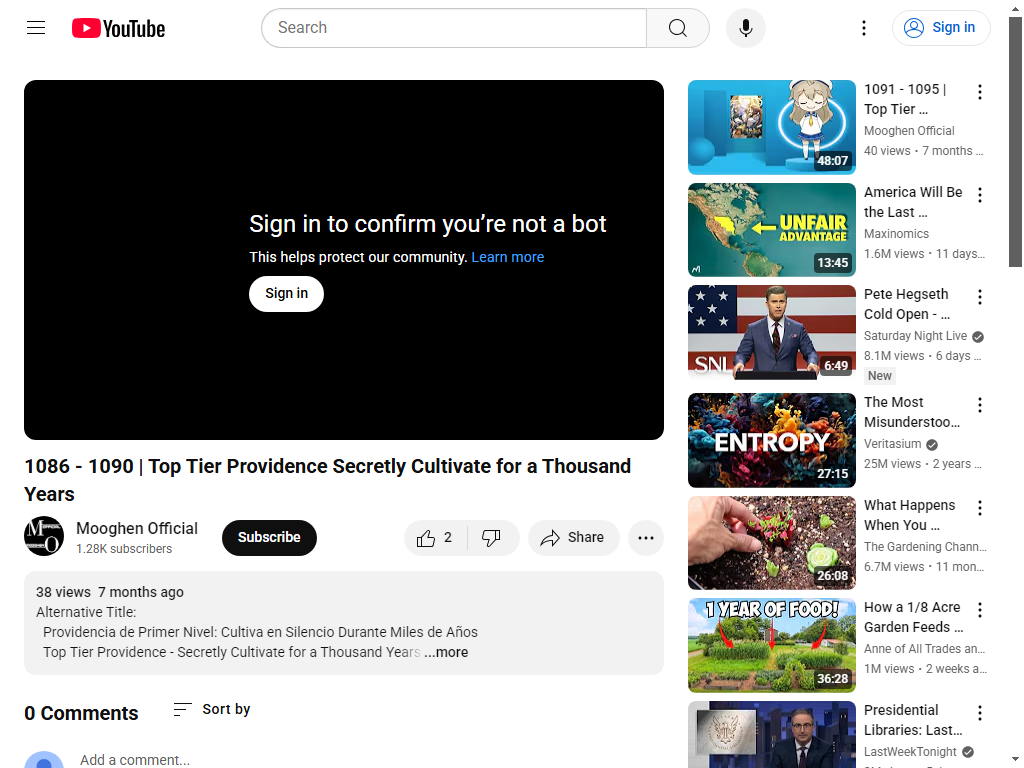 YouTube
Search
Sign in
Sign in to confirm you’re not a bot
This helps protect our community. Learn more
Sign in
1086 - 1090 | Top Tier Providence Secretly Cultivate for a Thousand
Years
Mooghen Official
1.28K subscribers
Subscribe
2
Share
38 views 7 months ago
Alternative Title:
Providencia de Primer Nivel: Cultiva en Silencio Durante Miles de Años
Top Tier Providence - Secretly Cultivate for a Thousand Years ...more
0 Comments
Sort by
Add a comment...
48:07
1091 - 1095 |
Top Tier ...
Mooghen Official
40 views • 7 months ...
UNFAIR
ADVANTAGE
13:45
America Will Be
the Last ...
Maxinomics
1.6M views • 11 days...
SNL
6:49
Pete Hegseth
Cold Open - ...
Saturday Night Live
8.1M views • 6 days ...
New
ENTROPY
27:15
The Most
Misunderstoo...
Veritasium
25M views • 2 years ...
26:08
What Happens
When You ...
The Gardening Chann...
6.7M views • 11 mon...
1 YEAR OF FOOD!
36:28
How a 1/8 Acre
Garden Feeds ...
Anne of All Trades an...
1M views • 2 weeks a...
Presidential
Libraries: Last...
LastWeekTonight